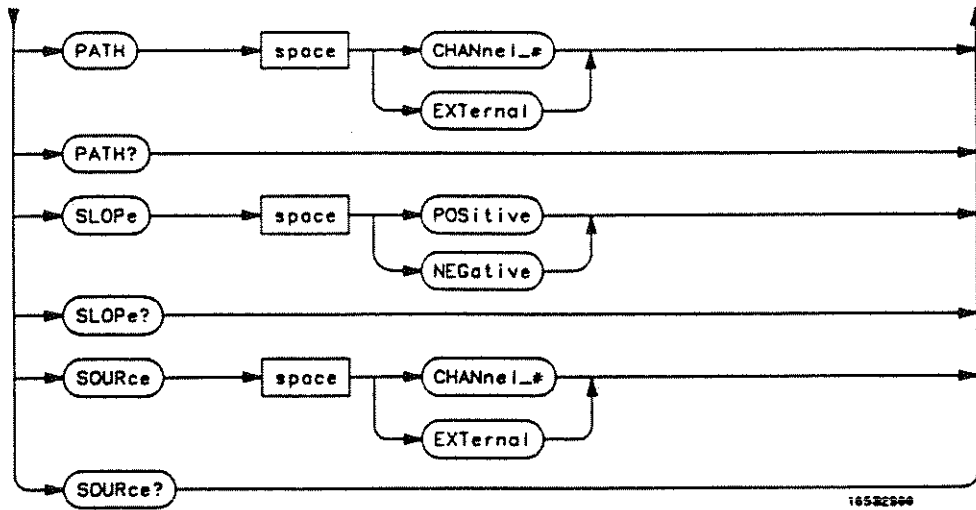 PATH space CHANnel_#
EXTernal
PATH?
SLOPe space POSitive
NEGative
SLOPe?
SOURce space CHANnel_#
EXTernal
SOURce?